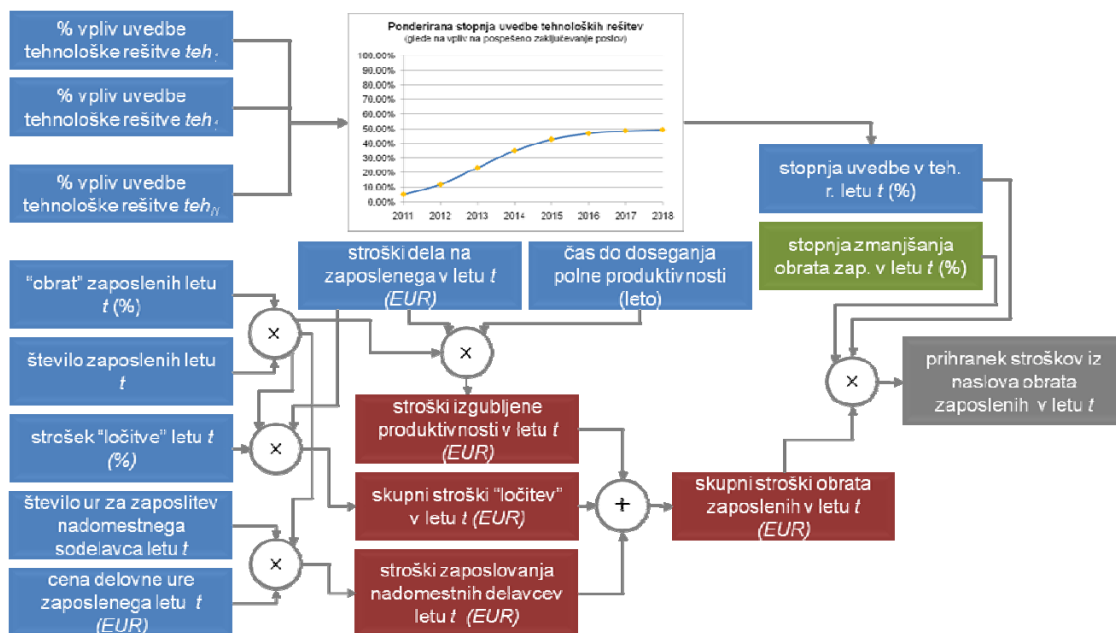 % vpliv uvedbe
tehnološke rešitve teh
% vpliv uvedbe
tehnološke rešitve teh
% vpliv uvedbe
tehnološke rešitve tehN
Ponderirana stopnja uvedbe tehnoloških rešitev
(glede na vpliv na pospešeno zaključevanje poslov)
100.00%
90.00%
80.00%
70.00%
60.00%
50.00%
40.00%
30.00%
20.00%
10.00%
0.00%
2011 2012 2013 2014 2015 2016 2017 2018
stopnja uvedbe v teh.
r. letu t (%)
stopnja zmanjšanja
obrata zap. v letu t (%)
stroški dela na
zaposlenega v letu t
(EUR)
čas do doseganja
polne produktivnosti
(leto)
“obrat” zaposlenih letu
t (%)
število zaposlenih letu
t
strošek “ločitve” letu t
(%)
število ur za zaposlitev
nadomestnega
sodelavca letu t
cena delovne ure
zaposlenega letu t
(EUR)
×
×
×
×
×
+
stroški izgubljene
produktivnosti v letu t
(EUR)
skupni stroški “ločitev”
v letu t (EUR)
stroški zaposlovanja
nadomestnih delavcev
letu t (EUR)
skupni stroški obrata
zaposlenih v letu t
(EUR)
prihranek stroškov iz
naslova obrata
zaposlenih v letu t